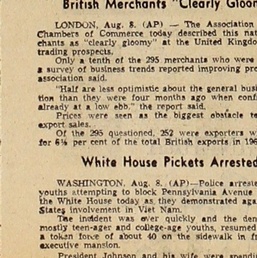 British Merchants "Clearly Gloom
LONDON, Aug. 8. (AP) — The Association
Chambers of Commerce today described this nat
chants as "clearly gloomy" at the United Kingdo
trading prospects.
Only a tenth of the 295 merchants who were
a survey of business trends reported improving pro
association said.
"Half are less optimistic about the general busi
tion than they were four months ago when conf
already at a low ebb," the report said.
Prices were seen as the biggest obstacle to
export sales.
Of the 295 questioned, 252 were exporters w
for 6⅛ per cent of the total British exports in 196
White House Pickets Arrested
WASHINGTON, Aug. 8. (AP)—Police arreste
youths attempting to block Pennsylvania Avenue
the White House today as they demonstrated agai
States involvement in Viet Nam.
The incident was over quickly and the dem
mostly teen-ager and college-age youths, resumed
a token force of about 40 on the sidewalk in fr
executive mansion.
President Johnson and his wife were spendi